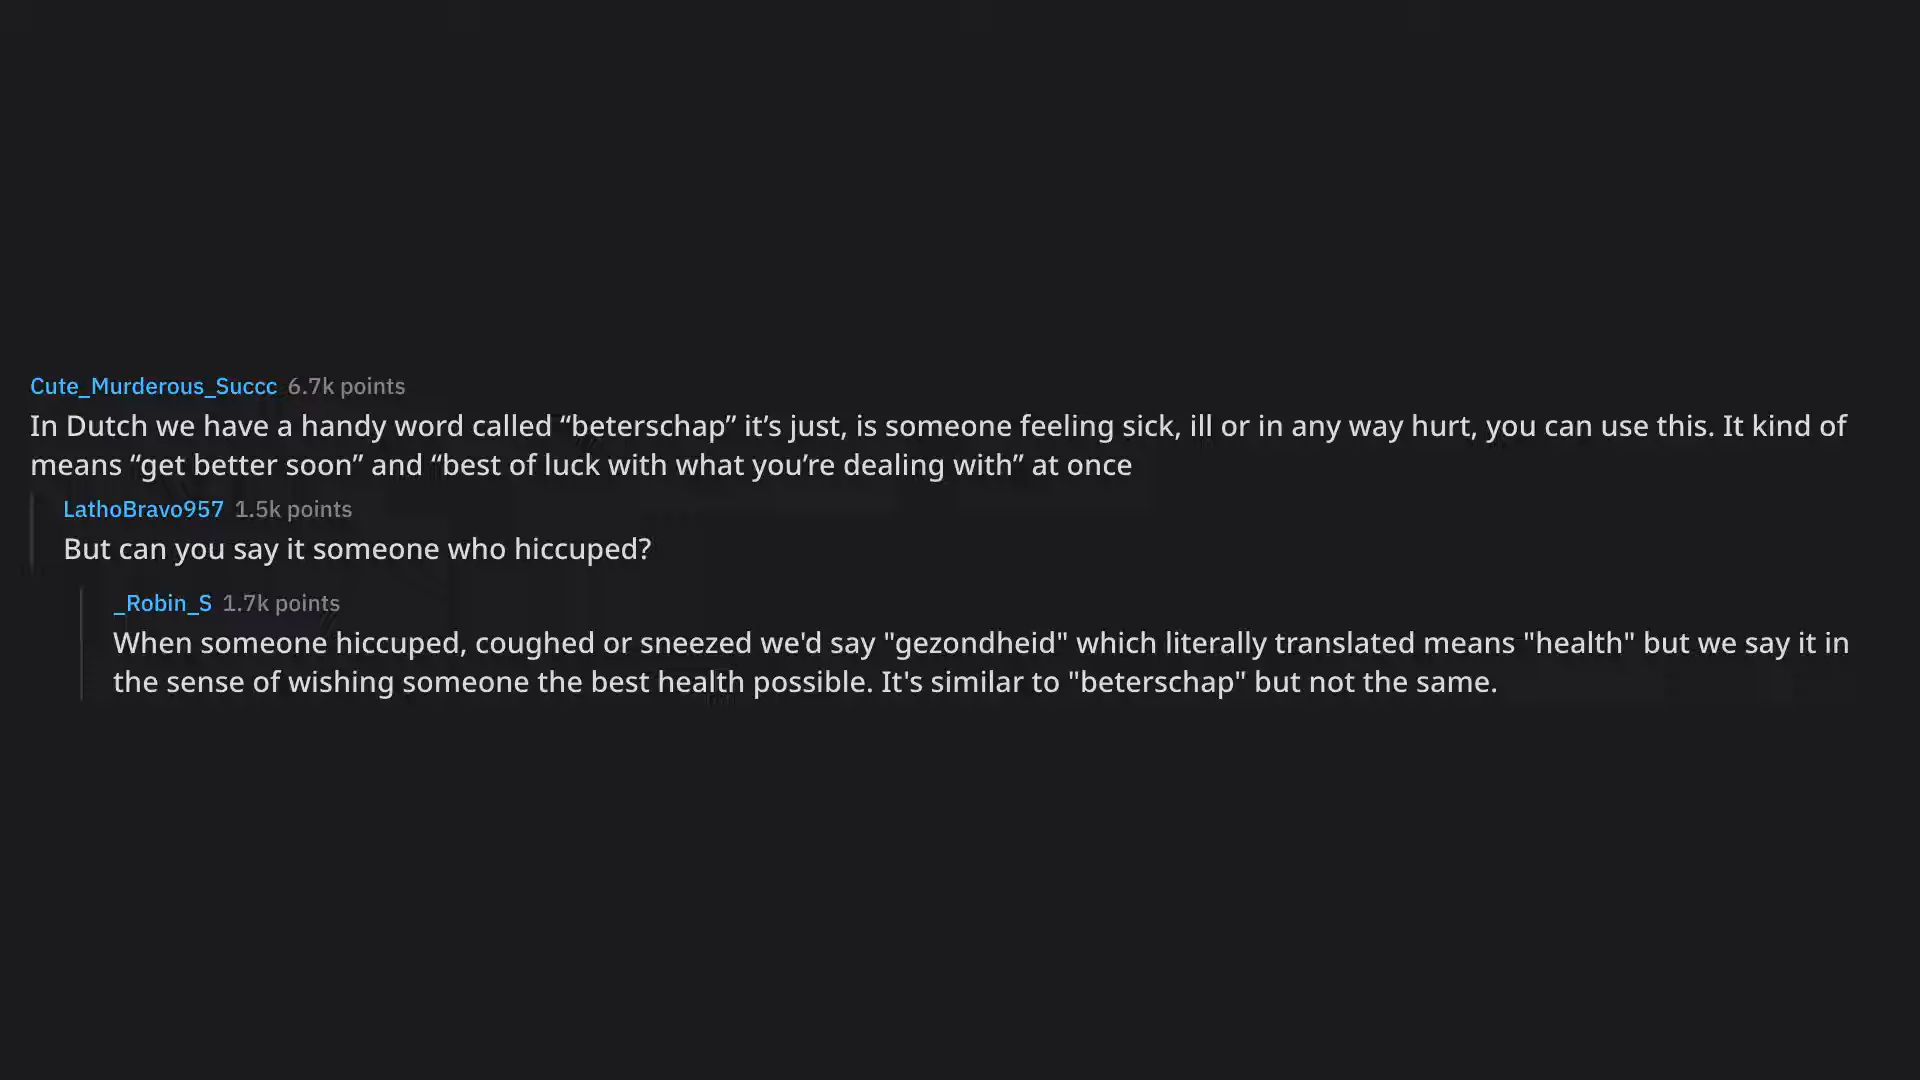 Cute_Murderous_Succc 6.7k points
In Dutch we have a handy word called “beterschap” it’s just, is someone feeling sick, ill or in any way hurt, you can use this. It kind of
means “get better soon” and “best of luck with what you’re dealing with” at once
LathoBravo957 1.5k points
But can you say it someone who hiccuped?
_Robin_S 1.7k points
When someone hiccuped, coughed or sneezed we'd say "gezondheid" which literally translated means "health" but we say it in
the sense of wishing someone the best health possible. It's similar to "beterschap" but not the same.